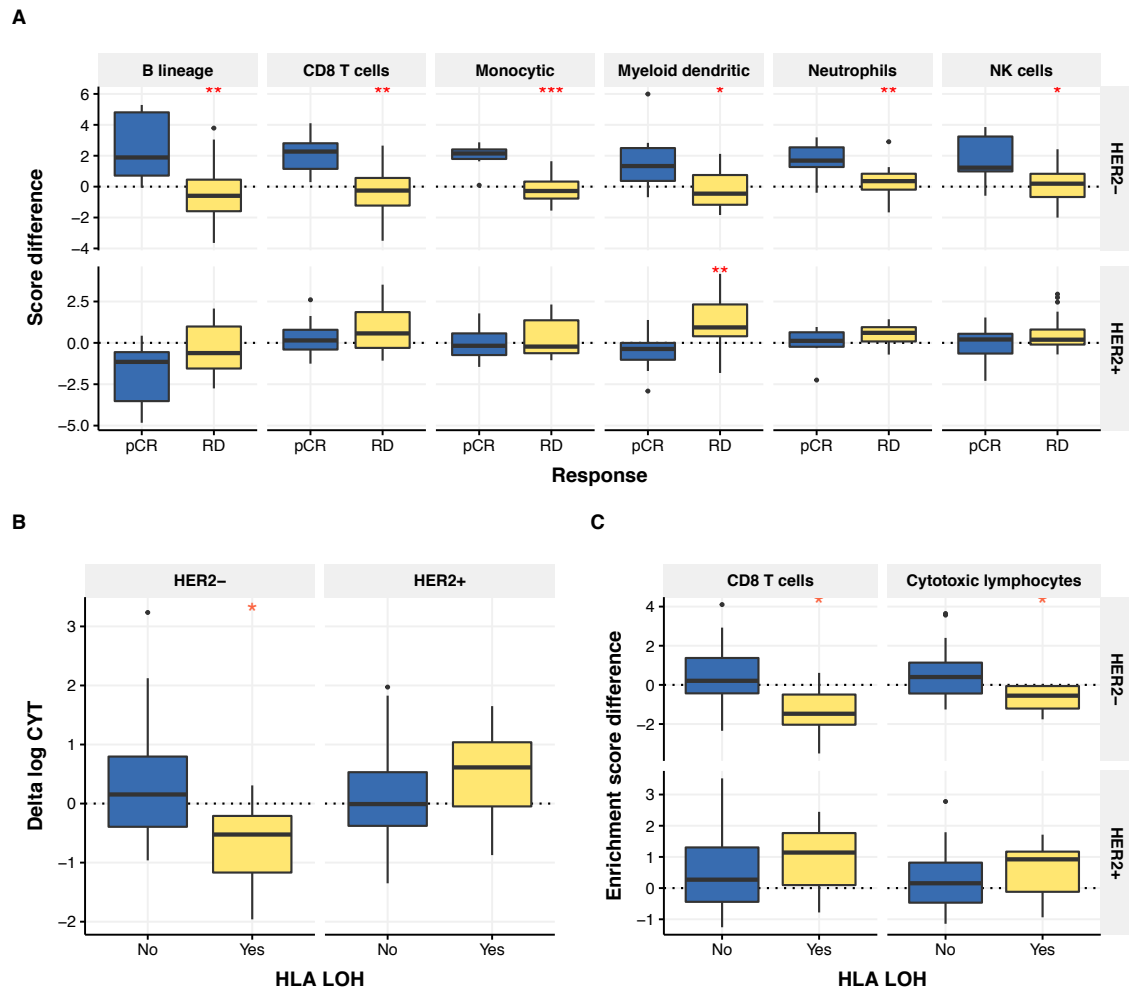 A
B lineage CD8 T cells Monocytic Myeloid dendritic Neutrophils NK cells
** ** *** * ** *
6
4
2
0
−2
−4
HER2−
Score difference
**
2.5
0.0
−2.5
−5.0
HER2+
pCR RD pCR RD pCR RD pCR RD pCR RD pCR RD
Response
B
HER2− HER2+
*
3
2
1
0
−1
−2
Delta log CYT
No Yes No Yes
HLA LOH
C
CD8 T cells Cytotoxic lymphocytes
* *
4
2
0
−2
HER2−
Enrichment score difference
3
2
1
0
−1
HER2+
No Yes No Yes
HLA LOH